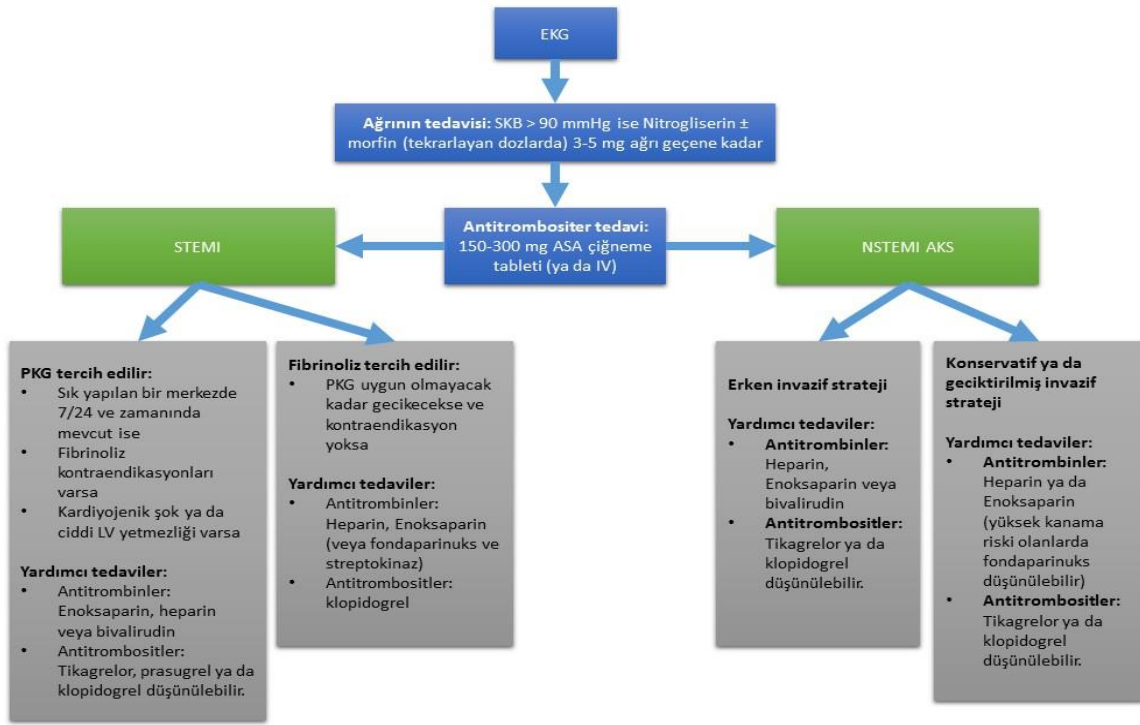 EKG
Ağrının tedavisi: SKB > 90 mmHg ise Nitrogliserin ±
morfin (tekrarlayan dozlarda) 3-5 mg ağrı geçene kadar
Antitrombositer tedavi:
150-300 mg ASA çiğneme
tableti (ya da IV)
STEMI
NSTEMI AKS
PKG tercih edilir:
• Sık yapılan bir merkezde
7/24 ve zamanında
mevcut ise
• Fibrinoliz
kontraendikasyonları
varsa
• Kardiyojenik şok ya da
ciddi LV yetmezliği varsa
Yardımcı tedaviler:
• Antitrombinler:
Enoksaparin, heparin
veya bivalirudin
• Antitrombositler:
Tikagrelor, prasugrel ya da
klopidogrel düşünülebilir.
Fibrinoliz tercih edilir:
• PKG uygun olmayacak
kadar gecikecekse ve
kontraendikasyon
yoksa
Yardımcı tedaviler:
• Antitrombinler:
Heparin, Enoksaparin
(veya fondaparinuks ve
streptokinaz)
• Antitrombositler:
klopidogrel
Erken invazif strateji
Yardımcı tedaviler:
• Antitrombinler:
Heparin,
Enoksaparin veya
bivalirudin
• Antitrombositler:
Tikagrelor ya da
klopidogrel
düşünülebilir.
Konservatif ya da
geciktirilmiş invazif
strateji
Yardımcı tedaviler:
• Antitrombinler:
Heparin ya da
Enoksaparin
(yüksek kanama
riski olanlarda
fondaparinuks
düşünülebilir)
• Antitrombositler:
Tikagrelor ya da
klopidogrel
düşünülebilir.